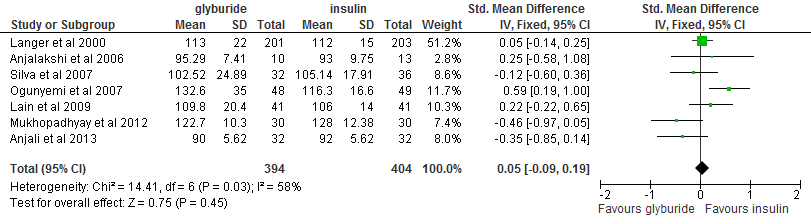 glyburide insulin Std. Mean Difference Std. Mean Difference
Study or Subgroup Mean SD Total Mean SD Total Weight IV, Fixed, 95% CI IV, Fixed, 95% CI
Langer et al 2000 113 22 201 112 15 203 51.2% 0.05 [-0.14, 0.25]
Anjalakshi et al 2006 95.29 7.41 10 93 9.75 13 2.8% 0.25 [-0.58, 1.08]
Silva et al 2007 102.52 24.89 32 105.14 17.91 36 8.6% -0.12 [-0.60, 0.36]
Ogunyemi et al 2007 132.6 35 48 116.3 16.6 49 11.8% 0.59 [0.19, 1.00]
Lain et al 2009 109.8 20.4 41 106 14 41 10.3% 0.22 [-0.22, 0.65]
Mukhopadhyay et al 2012 122.7 10.3 30 128 12.38 30 7.4% -0.46 [-0.97, 0.05]
Anjali et al 2013 90 5.62 32 92 5.62 32 8.0% -0.35 [-0.85, 0.14]
Total (95% CI) 394 404 100.0% 0.05 [-0.09, 0.19]
Heterogeneity: Chi² = 14.41, df = 6 (P = 0.03); I² = 58%
Test for overall effect: Z = 0.75 (P = 0.45)
-2 -1 0 1 2
Favours glyburide Favours insulin